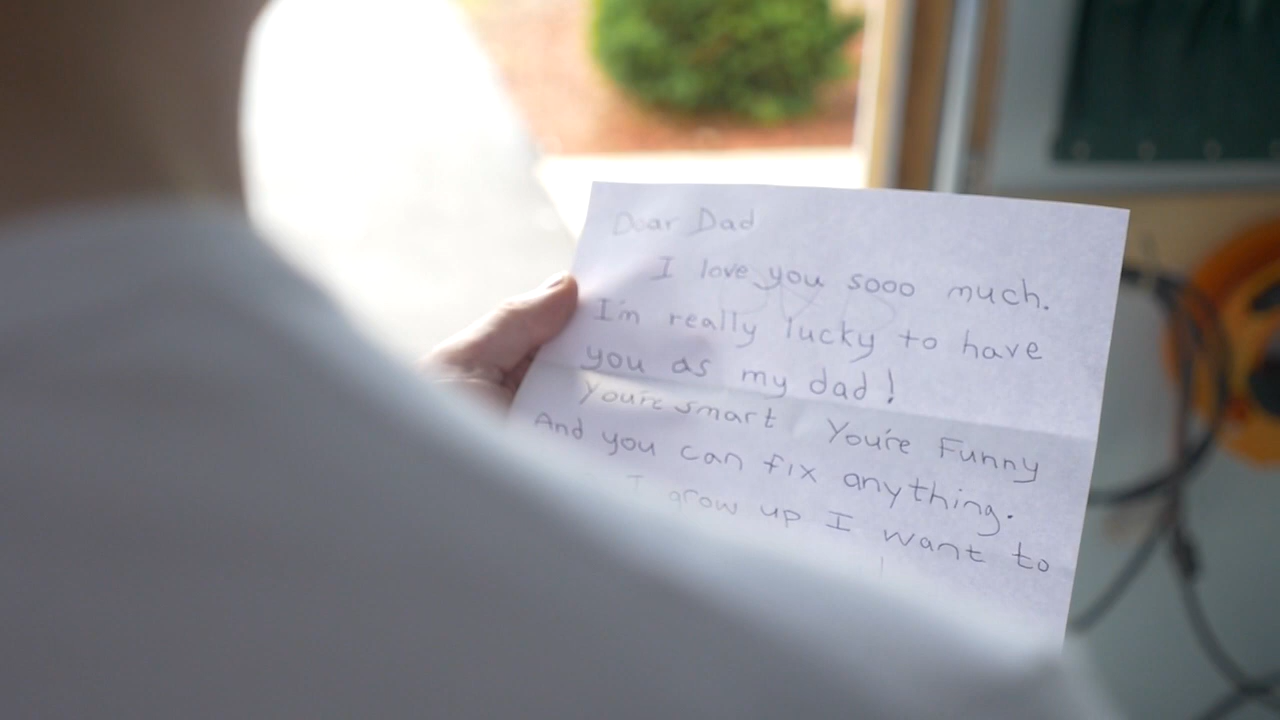 Dear Dad
I love you sooo much.
I'm really lucky to have
you as my dad!
You're smart You're Funny
And you can fix anything.
I grow up I want to